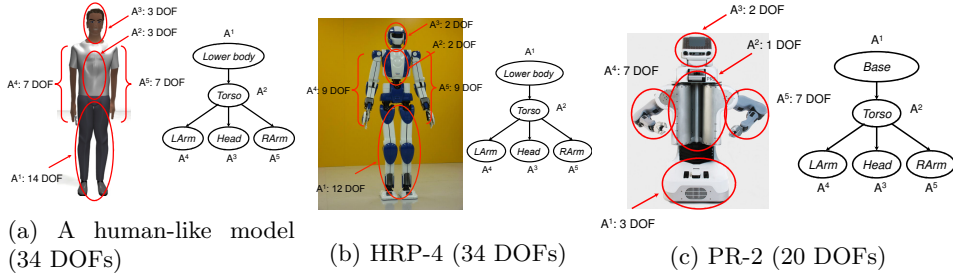 A³: 3 DOF
A²: 3 DOF
A⁴: 7 DOF
A⁵: 7 DOF
A¹: 14 DOF
A¹
Lower body
Torso
A²
LArm
Head
RArm
A⁴
A³
A⁵
(a) A human-like model
(34 DOFs)
A³: 2 DOF
A²: 2 DOF
A⁴: 9 DOF
A⁵: 9 DOF
A¹: 12 DOF
A¹
Lower body
Torso
A²
LArm
Head
RArm
A⁴
A³
A⁵
(b) HRP-4 (34 DOFs)
A³: 2 DOF
A²: 1 DOF
A⁴: 7 DOF
A⁵: 7 DOF
A¹: 3 DOF
A¹
Base
Torso
A²
LArm
Head
RArm
A⁴
A³
A⁵
(c) PR-2 (20 DOFs)